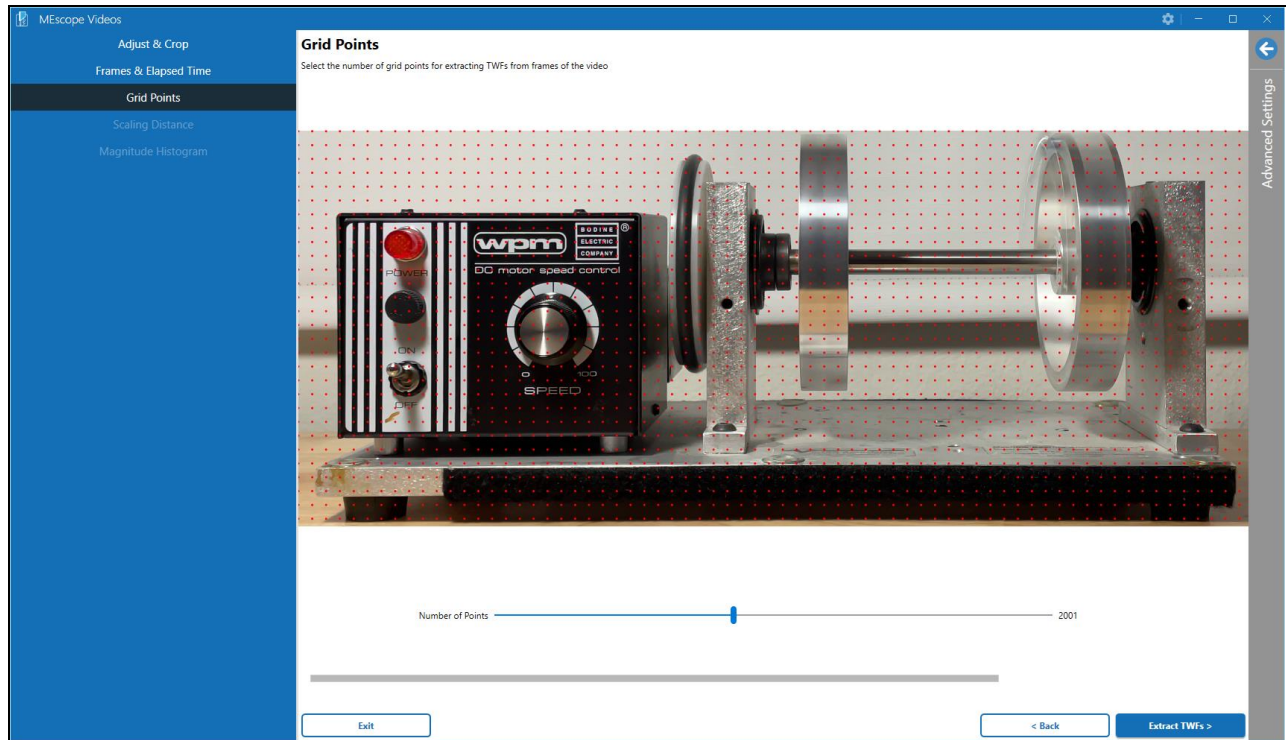 MEscope Videos
Adjust & Crop
Frames & Elapsed Time
Grid Points
Scaling Distance
Magnitude Histogram
Grid Points
Select the number of grid points for extracting TWFs from frames of the video
wpm
BODINE
ELECTRIC
COMPANY
®
DC motor speed control
POWER
ON
OFF
0
100
SPEED
Number of Points
2001
Exit
< Back
Extract TWFs >
Advanced Settings